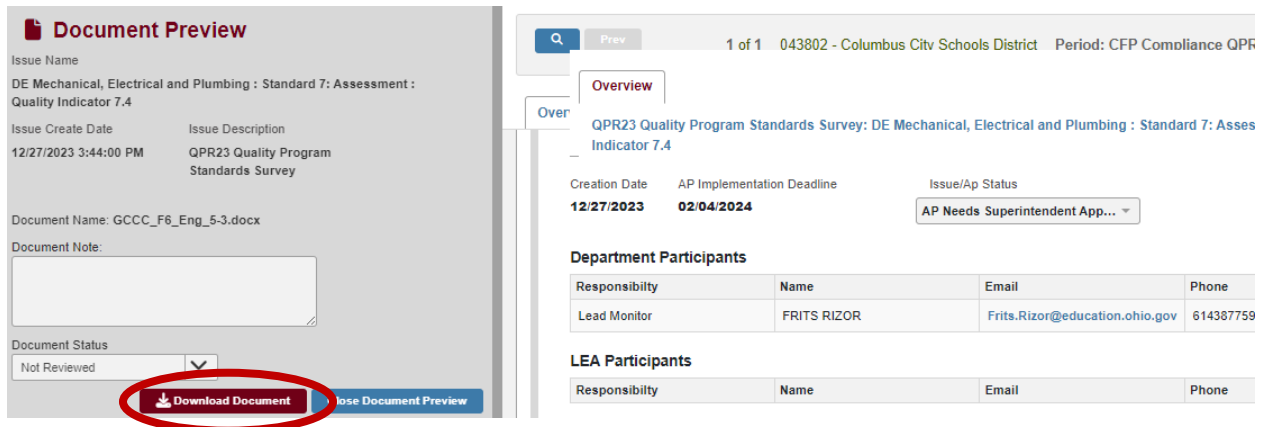 Document Preview
Issue Name
DE Mechanical, Electrical and Plumbing : Standard 7: Assessment :
Quality Indicator 7.4
Issue Create Date Issue Description
12/27/2023 3:44:00 PM QPR23 Quality Program
Standards Survey
Document Name: GCCC_F6_Eng_5-3.docx
Document Note:
Document Status
Not Reviewed
Download Document lose Document Preview
Prev 1 of 1 043802 - Columbus City Schools District Period: CFP Compliance QPR
Overview
Over
QPR23 Quality Program Standards Survey: DE Mechanical, Electrical and Plumbing : Standard 7: Asses
Indicator 7.4
Creation Date AP Implementation Deadline Issue/Ap Status
12/27/2023 02/04/2024 AP Needs Superintendent App...
Department Participants
Responsibilty Name Email Phone
Lead Monitor FRITS RIZOR Frits.Rizor@education.ohio.gov 614387759
LEA Participants
Responsibilty Name Email Phone